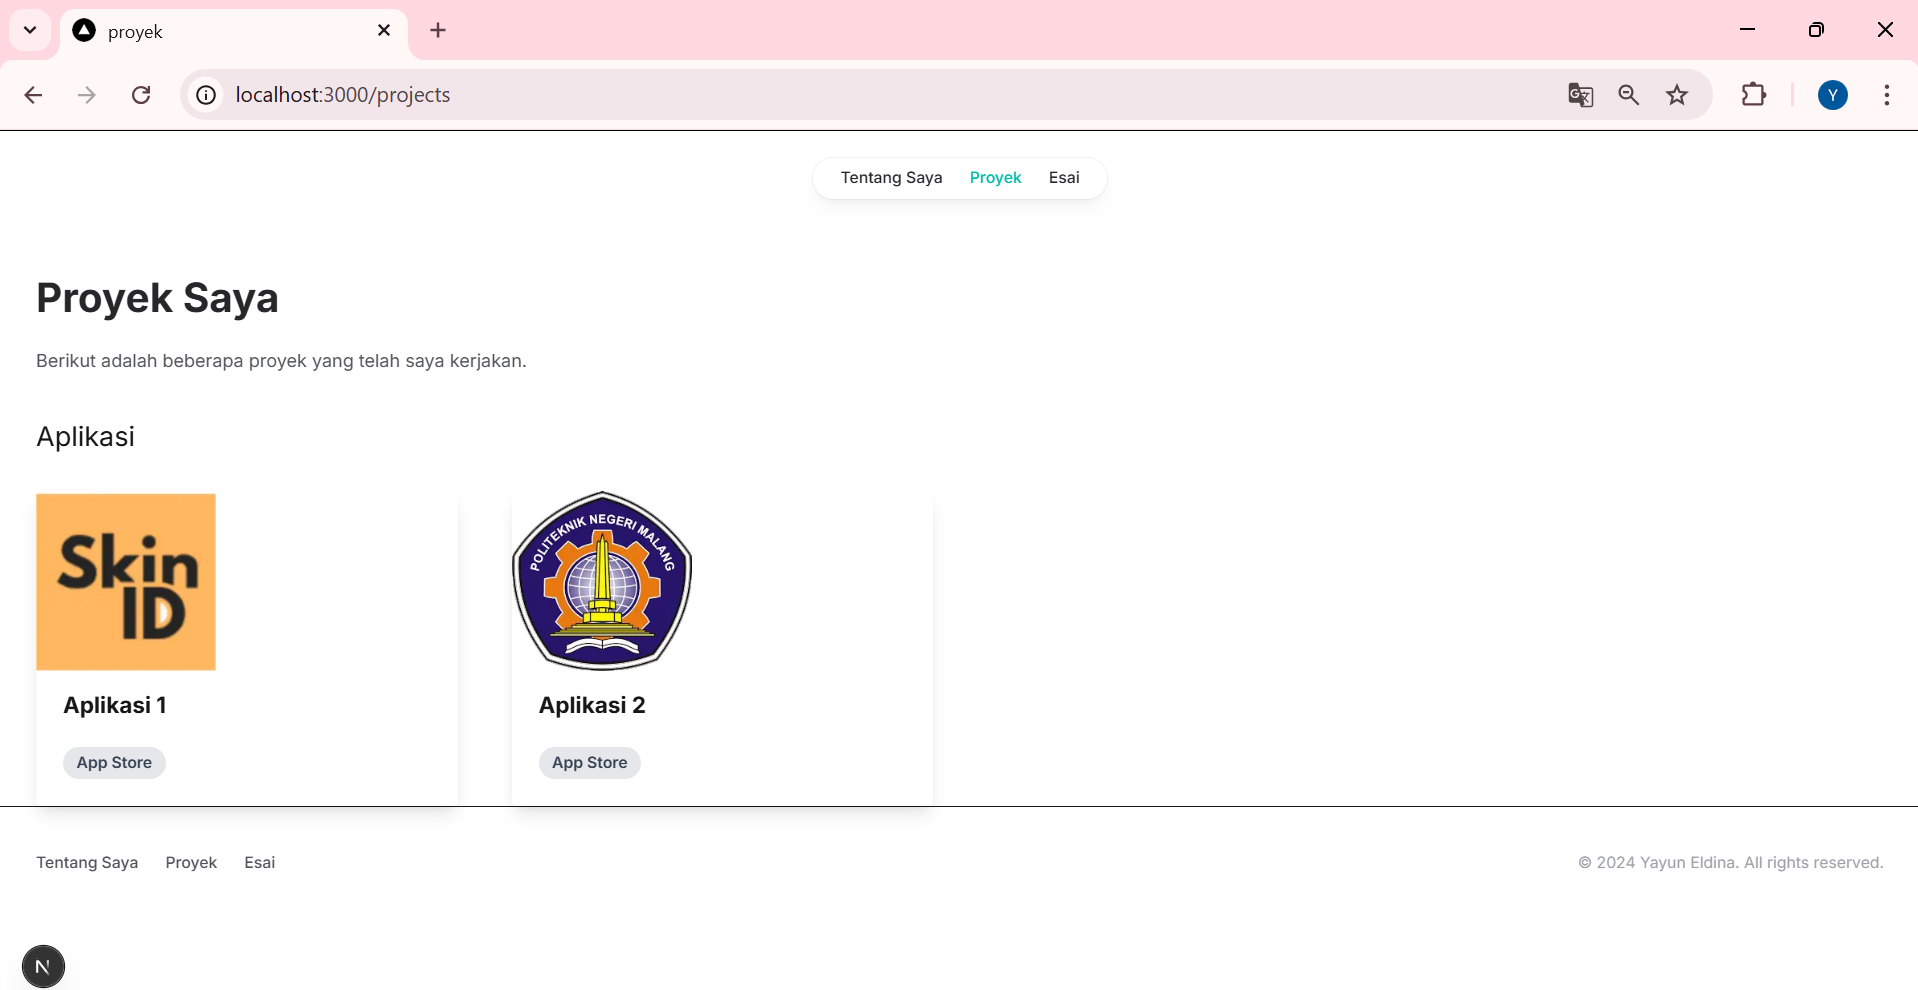 proyek
localhost:3000/projects
Y
Tentang Saya Proyek Esai
Proyek Saya
Berikut adalah beberapa proyek yang telah saya kerjakan.
Aplikasi
Skin
ID
POLITEKNIK NEGERI MALANG
Aplikasi 1
Aplikasi 2
App Store
App Store
Tentang Saya Proyek Esai
© 2024 Yayun Eldina. All rights reserved.
N